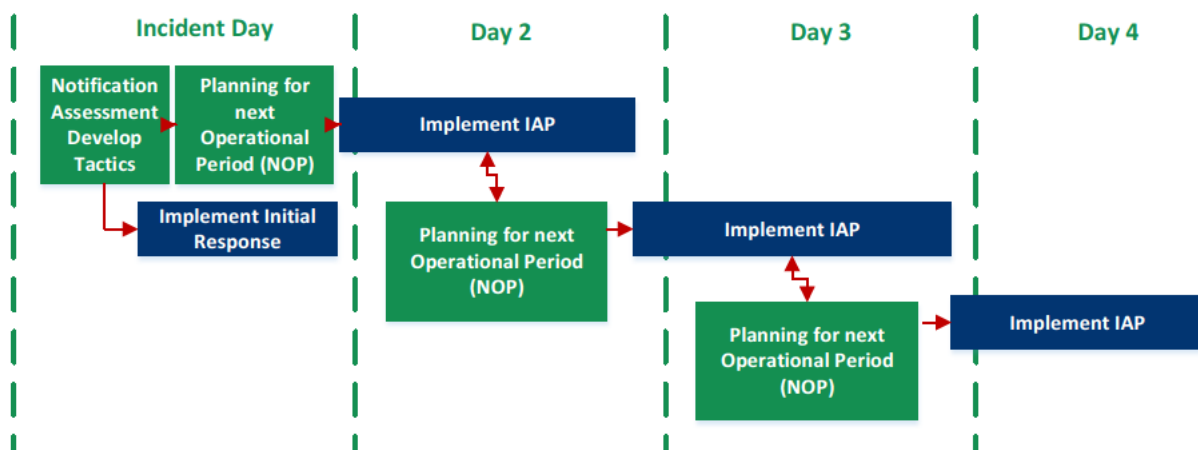 Incident Day
Day 2
Day 3
Day 4
Notification
Assessment
Develop
Tactics
Planning for
next
Operational
Period (NOP)
Implement IAP
Implement Initial
Response
Planning for next
Operational Period
(NOP)
Implement IAP
Planning for next
Operational Period
(NOP)
Implement IAP